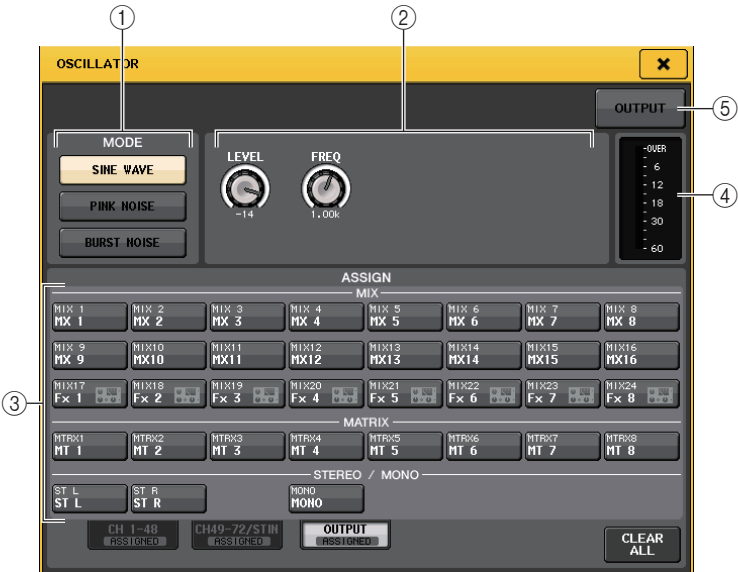 ① ②
OSCILLATOR ×
OUTPUT ⑤
MODE
SINE WAVE
PINK NOISE
BURST NOISE
LEVEL FREQ
-14 1.00k
-OVER
- 6
- 12
- 18
- 30
- 60
④
ASSIGN
MIX
MIX 1 MIX 2 MIX 3 MIX 4 MIX 5 MIX 6 MIX 7 MIX 8
MX 1 MX 2 MX 3 MX 4 MX 5 MX 6 MX 7 MX 8
MIX 9 MIX10 MIX11 MIX12 MIX13 MIX14 MIX15 MIX16
MX 9 MX10 MX11 MX12 MX13 MX14 MX15 MX16
MIX17 MIX18 MIX19 MIX20 MIX21 MIX22 MIX23 MIX24
Fx 1 Fx 2 Fx 3 Fx 4 Fx 5 Fx 6 Fx 7 Fx 8
③
MATRIX
MTRX1 MTRX2 MTRX3 MTRX4 MTRX5 MTRX6 MTRX7 MTRX8
MT 1 MT 2 MT 3 MT 4 MT 5 MT 6 MT 7 MT 8
STEREO / MONO
ST L ST R MONO
ST L ST R MONO
CH 1-48 CH49-72/STIN OUTPUT
ASSIGNED ASSIGNED ASSIGNED
CLEAR
ALL